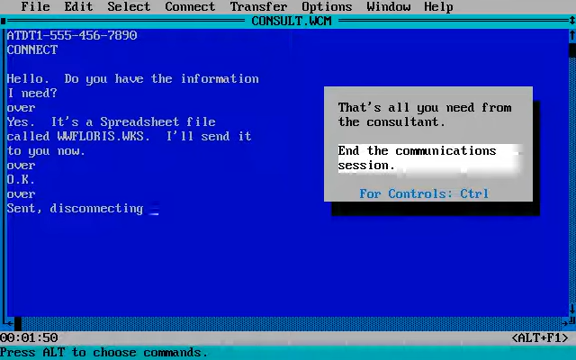 File Edit Select Connect Transfer Options Window Help
CONSULT.WCM
ATDT1-555-456-7890
CONNECT
Hello. Do you have the information
I need?
over
Yes. It's a Spreadsheet file
called WWFLORIS.WKS. I'll send it
to you now.
over
O.K.
over
Sent, disconnecting _
That's all you need from
the consultant.
End the communications
session.
For Controls: Ctrl
00:01:50 <ALT+F1>
Press ALT to choose commands.